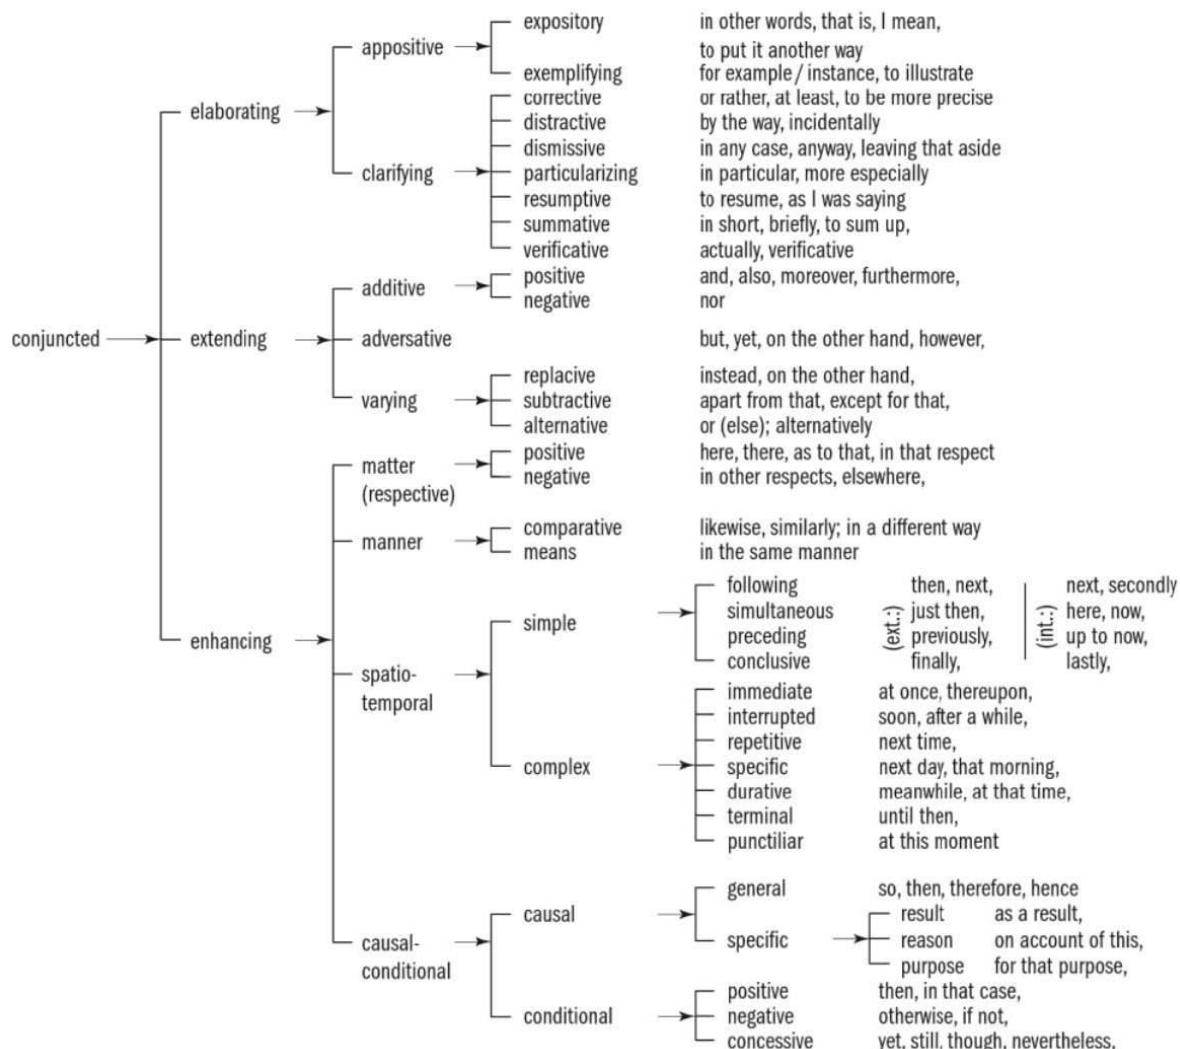 expository in other words, that is, I mean,
appositive to put it another way
exemplifying for example / instance, to illustrate
corrective or rather, at least, to be more precise
elaborating distractive by the way, incidentally
dismissive in any case, anyway, leaving that aside
clarifying particularizing in particular, more especially
resumptive to resume, as I was saying
summative in short, briefly, to sum up,
verificative actually, verificative
additive positive and, also, moreover, furthermore,
negative nor
conjuncted extending adversative but, yet, on the other hand, however,
replacive instead, on the other hand,
varying subtractive apart from that, except for that,
alternative or (else); alternatively
matter positive here, there, as to that, in that respect
(respective) negative in other respects, elsewhere,
manner comparative likewise, similarly; in a different way
means in the same manner
following then, next, next, secondly
simple simultaneous (ext.:) just then, (int.:) here, now,
enhancing preceding previously, up to now,
conclusive finally, lastly,
spatio-
temporal immediate at once, thereupon,
interrupted soon, after a while,
repetitive next time,
complex specific next day, that morning,
durative meanwhile, at that time,
terminal until then,
punctiliar at this moment
general so, then, therefore, hence
causal result as a result,
causal- specific reason on account of this,
conditional purpose for that purpose,
positive then, in that case,
conditional negative otherwise, if not,
concessive yet, still, though, nevertheless,